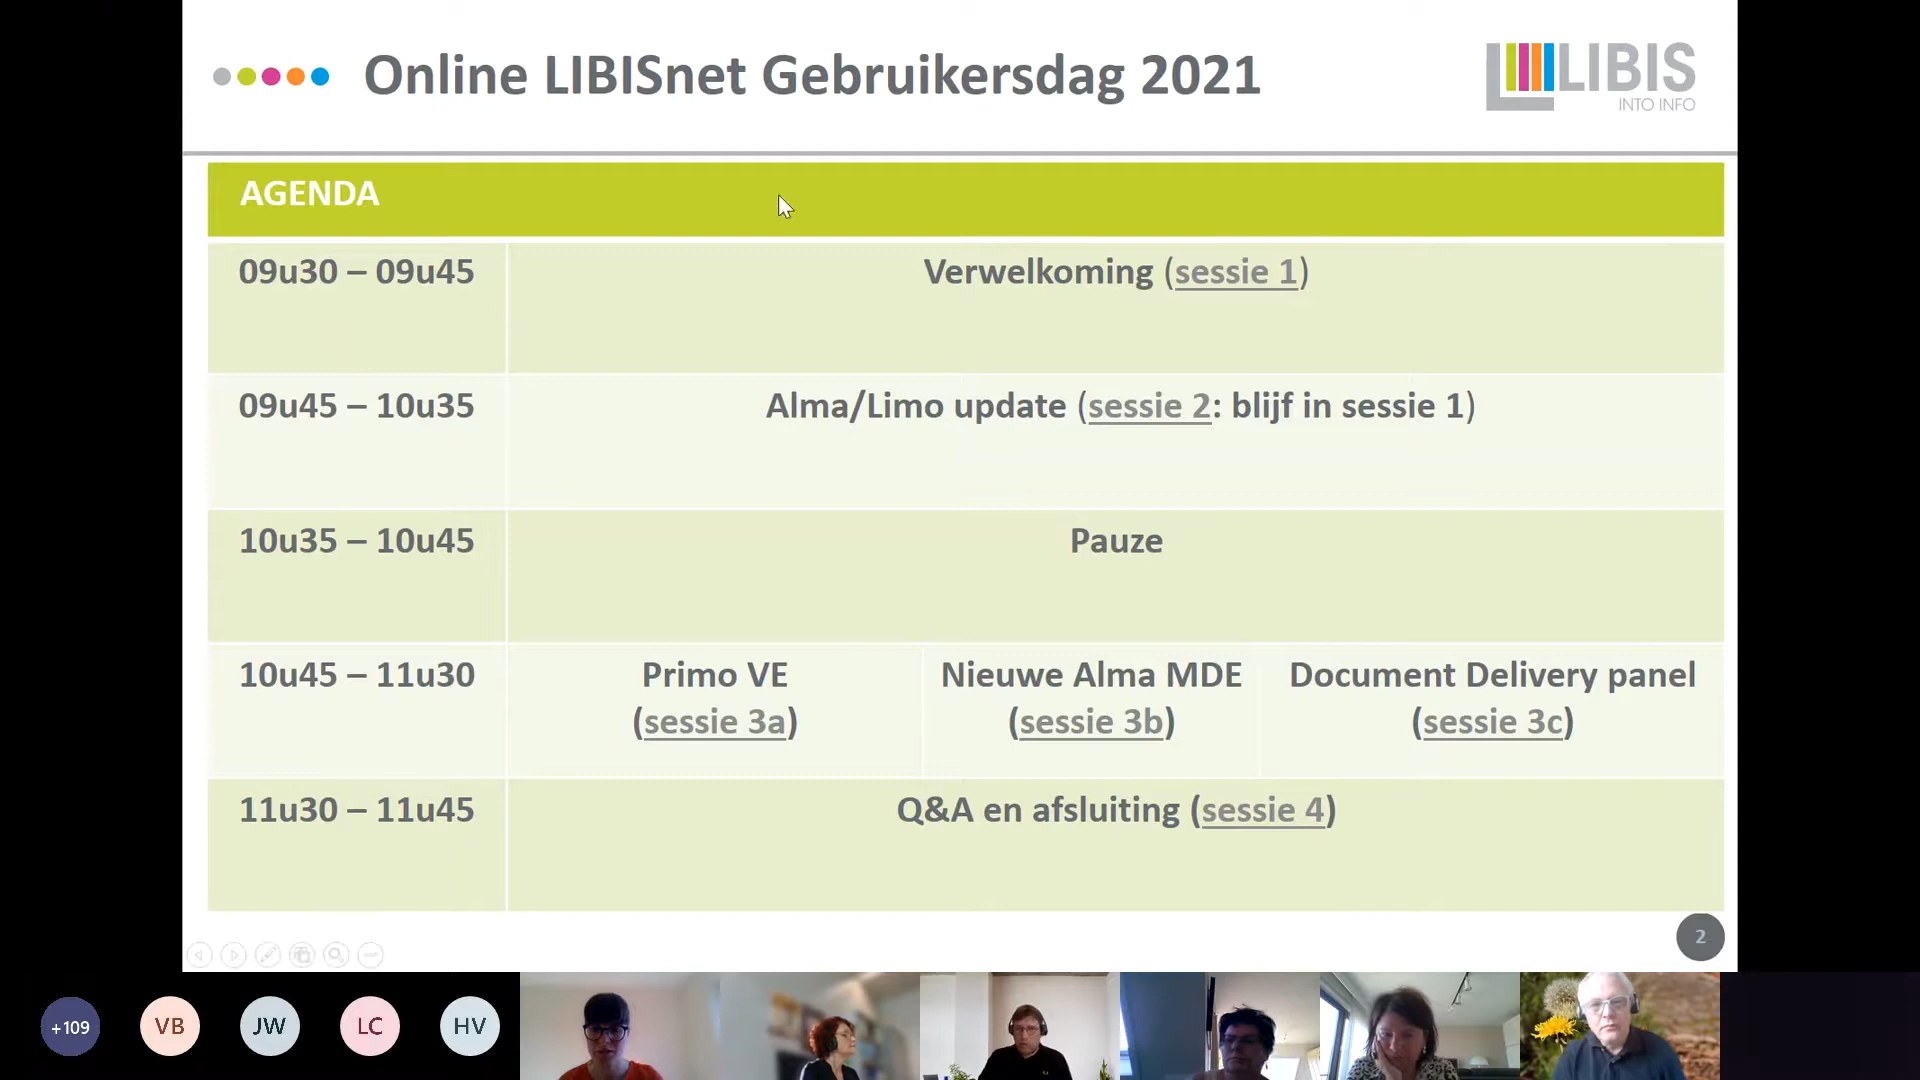 Online LIBISnet Gebruikersdag 2021
LIBIS
INTO INFO
AGENDA
09u30 – 09u45
Verwelkoming (sessie 1)
09u45 – 10u35
Alma/Limo update (sessie 2: blijf in sessie 1)
10u35 – 10u45
Pauze
10u45 – 11u30
Primo VE
(sessie 3a)
Nieuwe Alma MDE
(sessie 3b)
Document Delivery panel
(sessie 3c)
11u30 – 11u45
Q&A en afsluiting (sessie 4)
2
+109
VB
JW
LC
HV